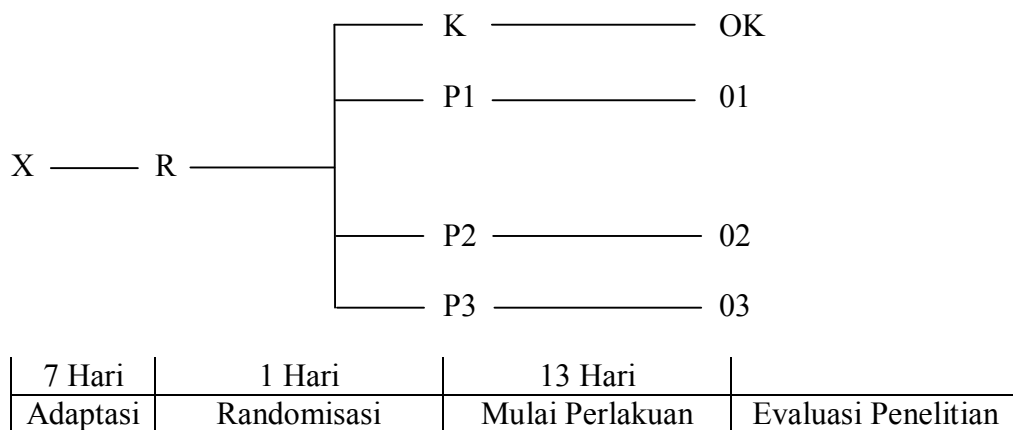 K OK
P1 01
X R
P2 02
P3 03
7 Hari 1 Hari 13 Hari
Adaptasi Randomisasi Mulai Perlakuan Evaluasi Penelitian